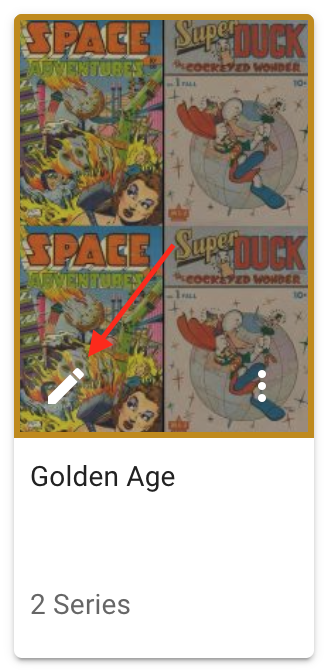 SPACE
ADVENTURES
Super
DUCK
The COCKEYED WONDER
NO. 1 FALL
10¢
SPACE
ADVENTURES
Super
DUCK
The COCKEYED WONDER
NO. 1 FALL
10¢
Golden Age
2 Series